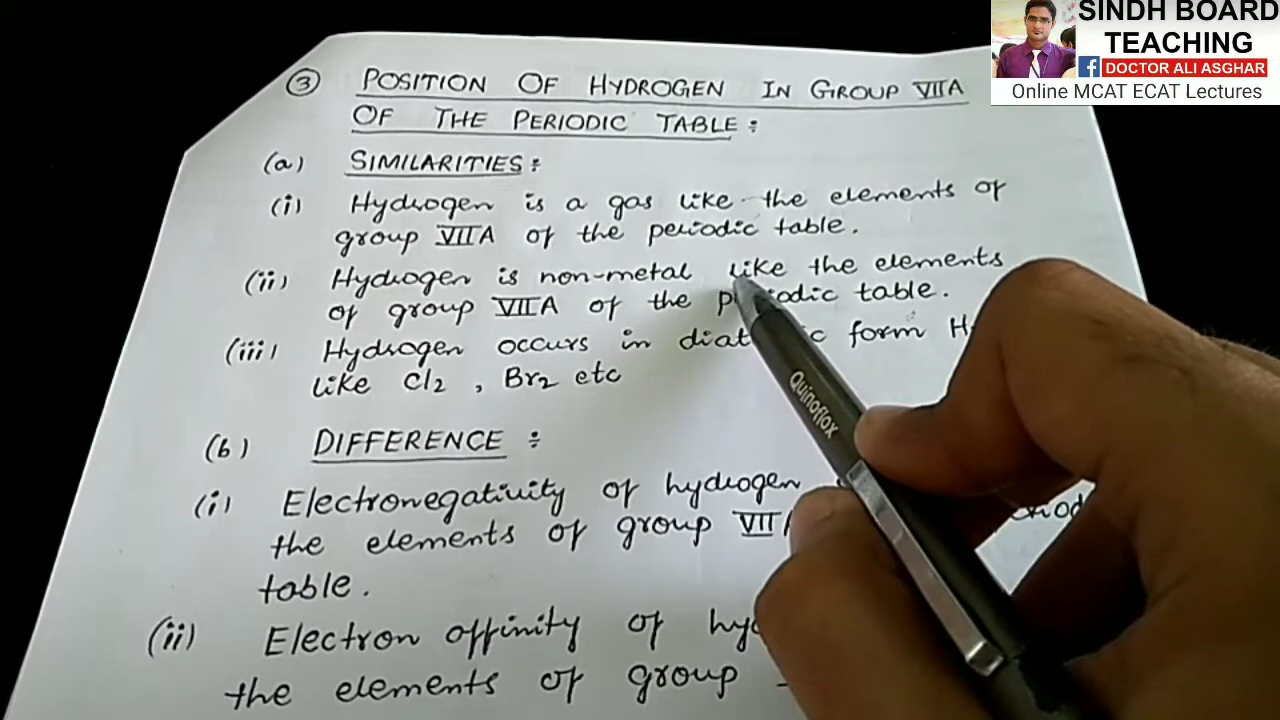 SINDH BOARD
TEACHING
f DOCTOR ALI ASGHAR
Online MCAT ECAT Lectures
③ POSITION OF HYDROGEN IN GROUP VIIA
OF THE PERIODIC TABLE :
(a) SIMILARITIES :
(i) Hydrogen is a gas like the elements of
group VIIA of the periodic table.
(ii) Hydrogen is non-metal like the elements
of group VIIA of the table.
(iii) Hydrogen occurs in form
like Cl2 , Br2 etc
(b) DIFFERENCE :
(i) Electronegativity of hydrogen
the elements of group
table.
(ii) Electron affinity of
the elements of group
Quinoflox